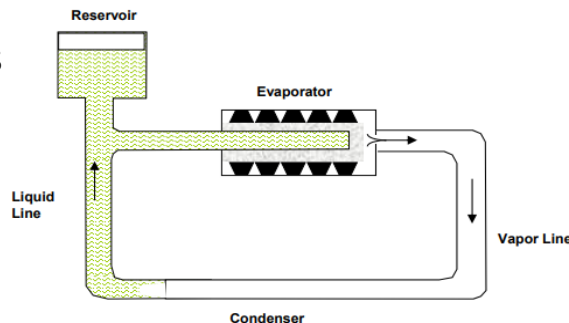 Reservoir
Evaporator
Liquid
Line
Vapor Line
Condenser